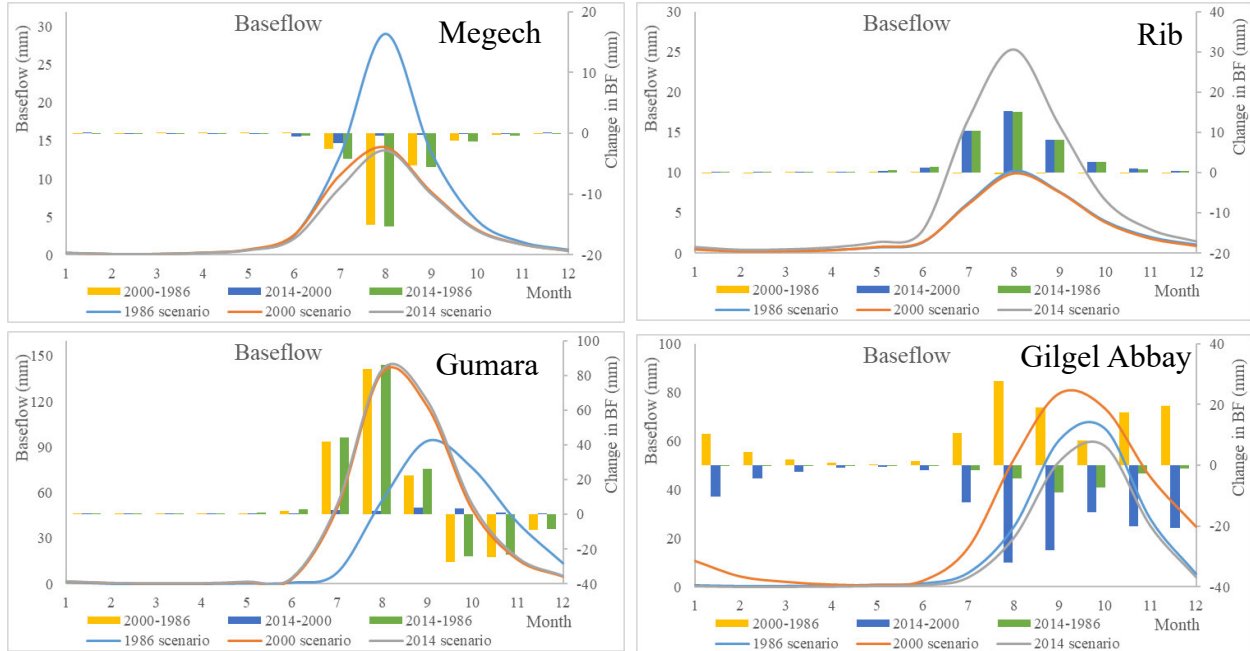 Baseflow
Megech
Baseflow (mm)
Change in BF (mm)
30
25
20
15
10
5
0
20
10
0
-10
-20
1 2 3 4 5 6 7 8 9 10 11 12
2000-1986 2014-2000 2014-1986 Month
1986 scenario 2000 scenario 2014 scenario
Baseflow
Rib
Baseflow (mm)
Change in BF (mm)
30
25
20
15
10
5
0
40
30
20
10
0
-10
-20
1 2 3 4 5 6 7 8 9 10 11 12
2000-1986 2014-2000 2014-1986 Month
1986 scenario 2000 scenario 2014 scenario
Baseflow
Gumara
Baseflow (mm)
Change in BF (mm)
150
120
90
60
30
0
100
80
60
40
20
0
-20
-40
1 2 3 4 5 6 7 8 9 10 11 12
2000-1986 2014-2000 2014-1986 Month
1986 scenario 2000 scenario 2014 scenario
Baseflow
Gilgel Abbay
Baseflow (mm)
Change in BF (mm)
100
80
60
40
20
0
40
20
0
-20
-40
1 2 3 4 5 6 7 8 9 10 11 12
2000-1986 2014-2000 2014-1986 Month
1986 scenario 2000 scenario 2014 scenario